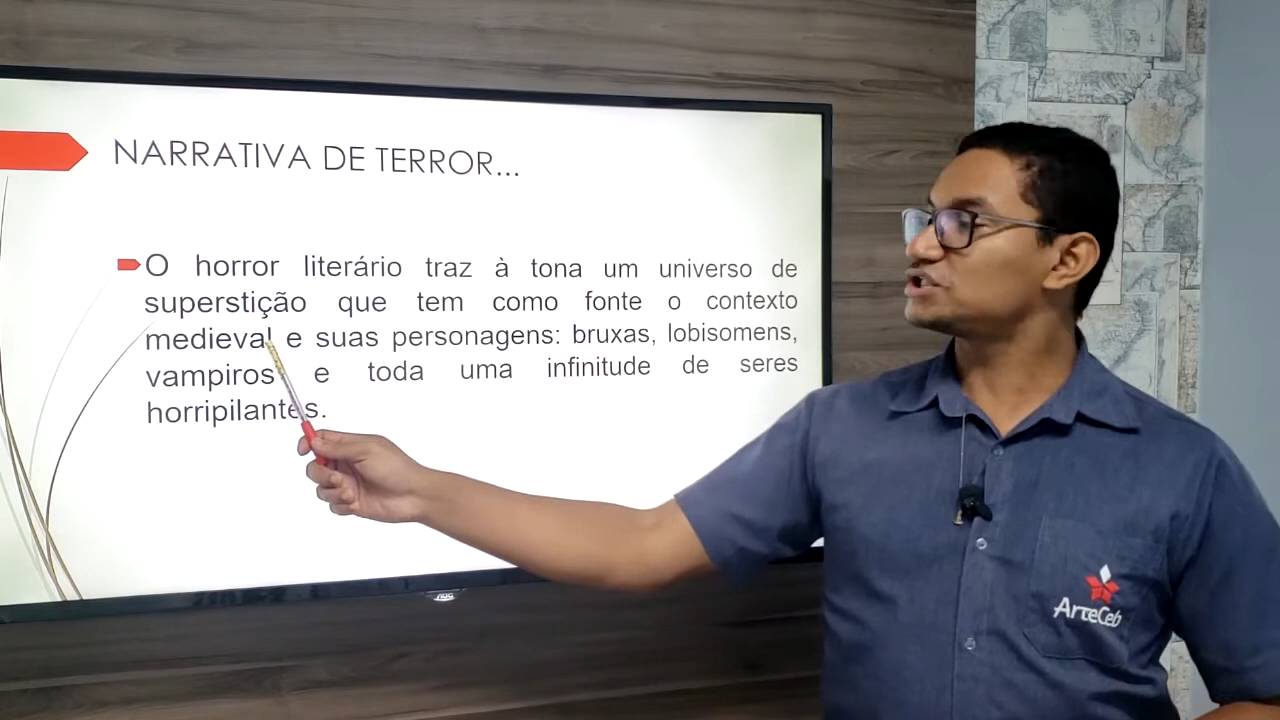 NARRATIVA DE TERROR...
O horror literário traz à tona um universo de
superstição que tem como fonte o contexto
medieval e suas personagens: bruxas, lobisomens,
vampiros e toda uma infinitude de seres
horripilantes.
AOC
ArteCeb